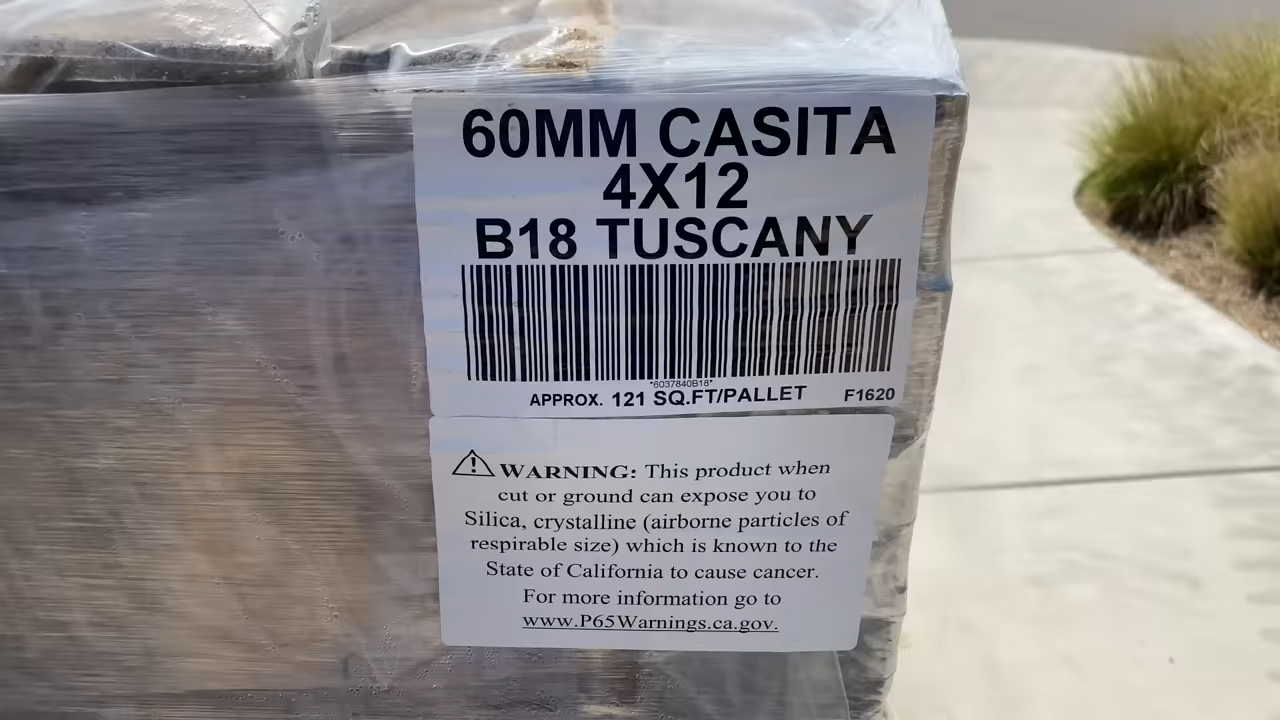 60MM CASITA
4X12
B18 TUSCANY
*6037840B18*
APPROX. 121 SQ.FT/PALLET F1620
WARNING: This product when
cut or ground can expose you to
Silica, crystalline (airborne particles of
respirable size) which is known to the
State of California to cause cancer.
For more information go to
www.P65Warnings.ca.gov.